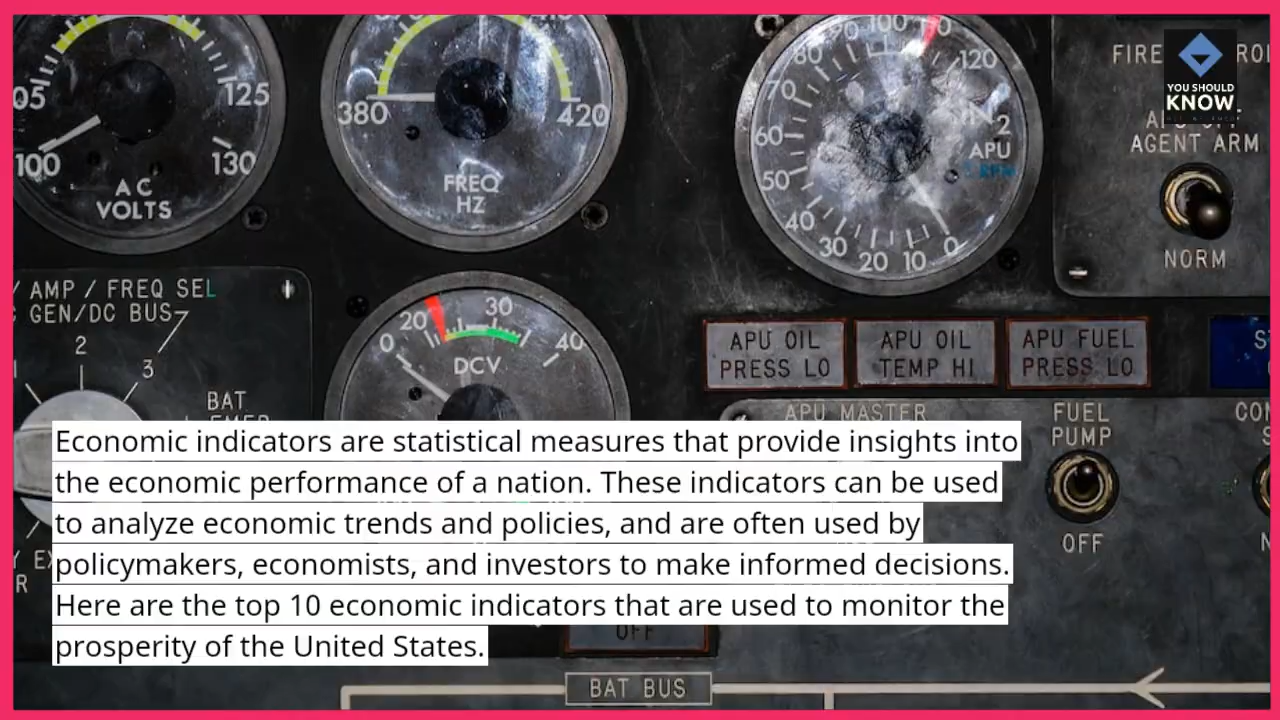 105
125
100
130
AC
VOLTS
380
420
FREQ
HZ
80
90
100
110
120
70
60
50
40
30
20
10
0
N2
APU
% RPM
FIRE
YOU SHOULD
KNOW.
AGENT ARM
NORM
/ AMP / FREQ SEL
GEN/DC BUS
2
3
BAT
20
30
0
40
DCV
APU OIL
PRESS LO
APU OIL
TEMP HI
APU FUEL
PRESS LO
APU MASTER
FUEL
PUMP
OFF
Economic indicators are statistical measures that provide insights into
the economic performance of a nation. These indicators can be used
to analyze economic trends and policies, and are often used by
policymakers, economists, and investors to make informed decisions.
Here are the top 10 economic indicators that are used to monitor the
prosperity of the United States.
OFF
BAT BUS